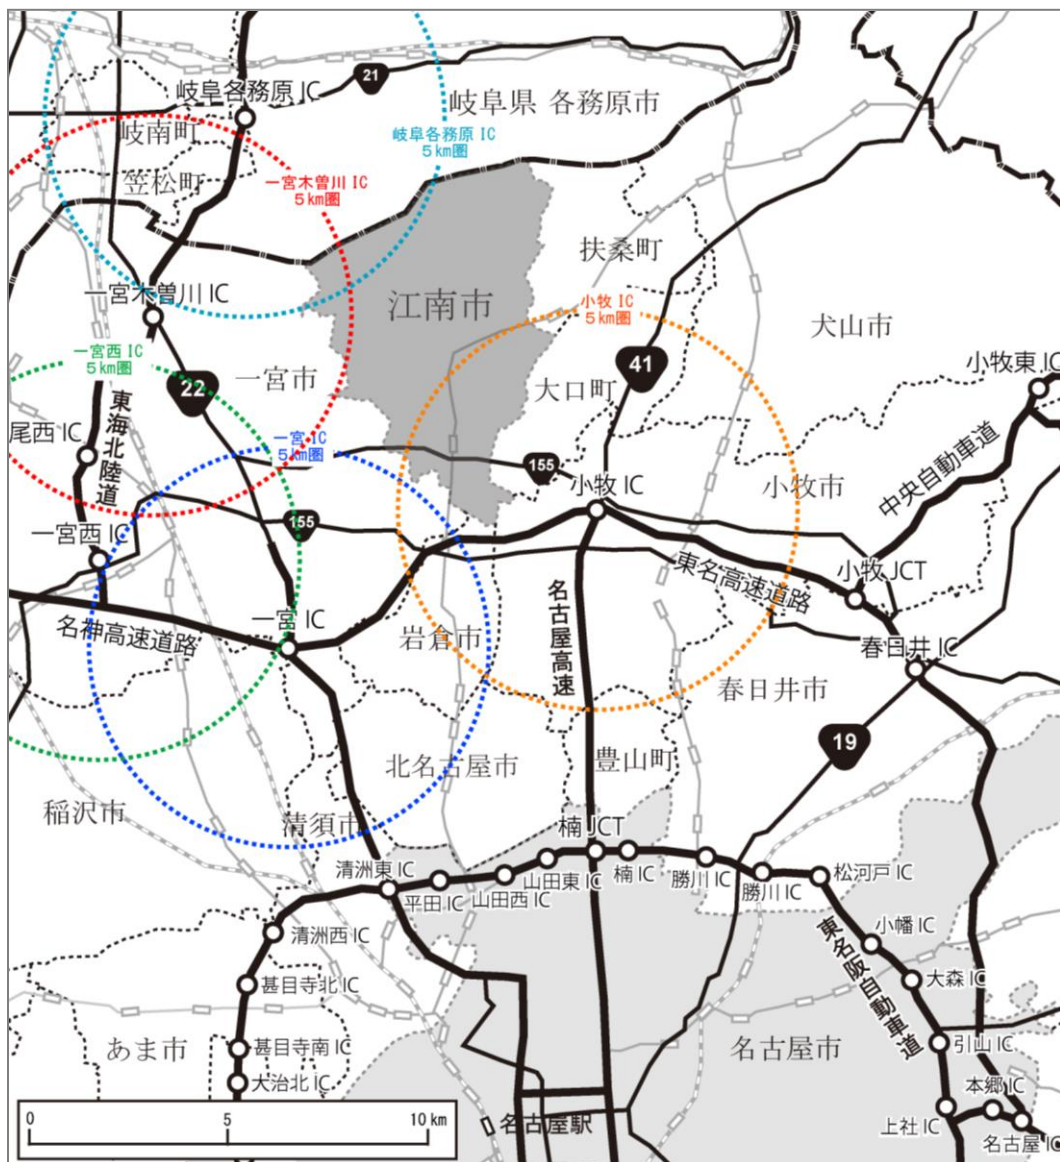 岐阜各務原 IC
21
岐阜県 各務原市
岐南町
岐阜各務原 IC
5km圏
笠松町
一宮木曽川 IC
5km圏
扶桑町
一宮木曽川 IC
江南市
小牧 IC
5km圏
犬山市
一宮西 IC
5km圏
41
小牧東 IC
22
一宮市
大口町
東海北陸道
尾西 IC
一宮 IC
5km圏
155
小牧 IC
小牧市
中央自動車道
155
一宮西 IC
東名高速道路
小牧 JCT
名神高速道路
一宮 IC
岩倉市
名古屋高速
春日井 IC
春日井市
19
北名古屋市
豊山町
稲沢市
清須市
楠 JCT
清洲東 IC
平田 IC
山田西 IC
山田東 IC
楠 IC
勝川 IC
勝川 IC
松河戸 IC
清洲西 IC
小幡 IC
東名阪自動車道
甚目寺北 IC
大森 IC
あま市
甚目寺南 IC
名古屋市
引山 IC
大治北 IC
本郷 IC
0
5
10 km
名古屋駅
上社 IC
名古屋 IC